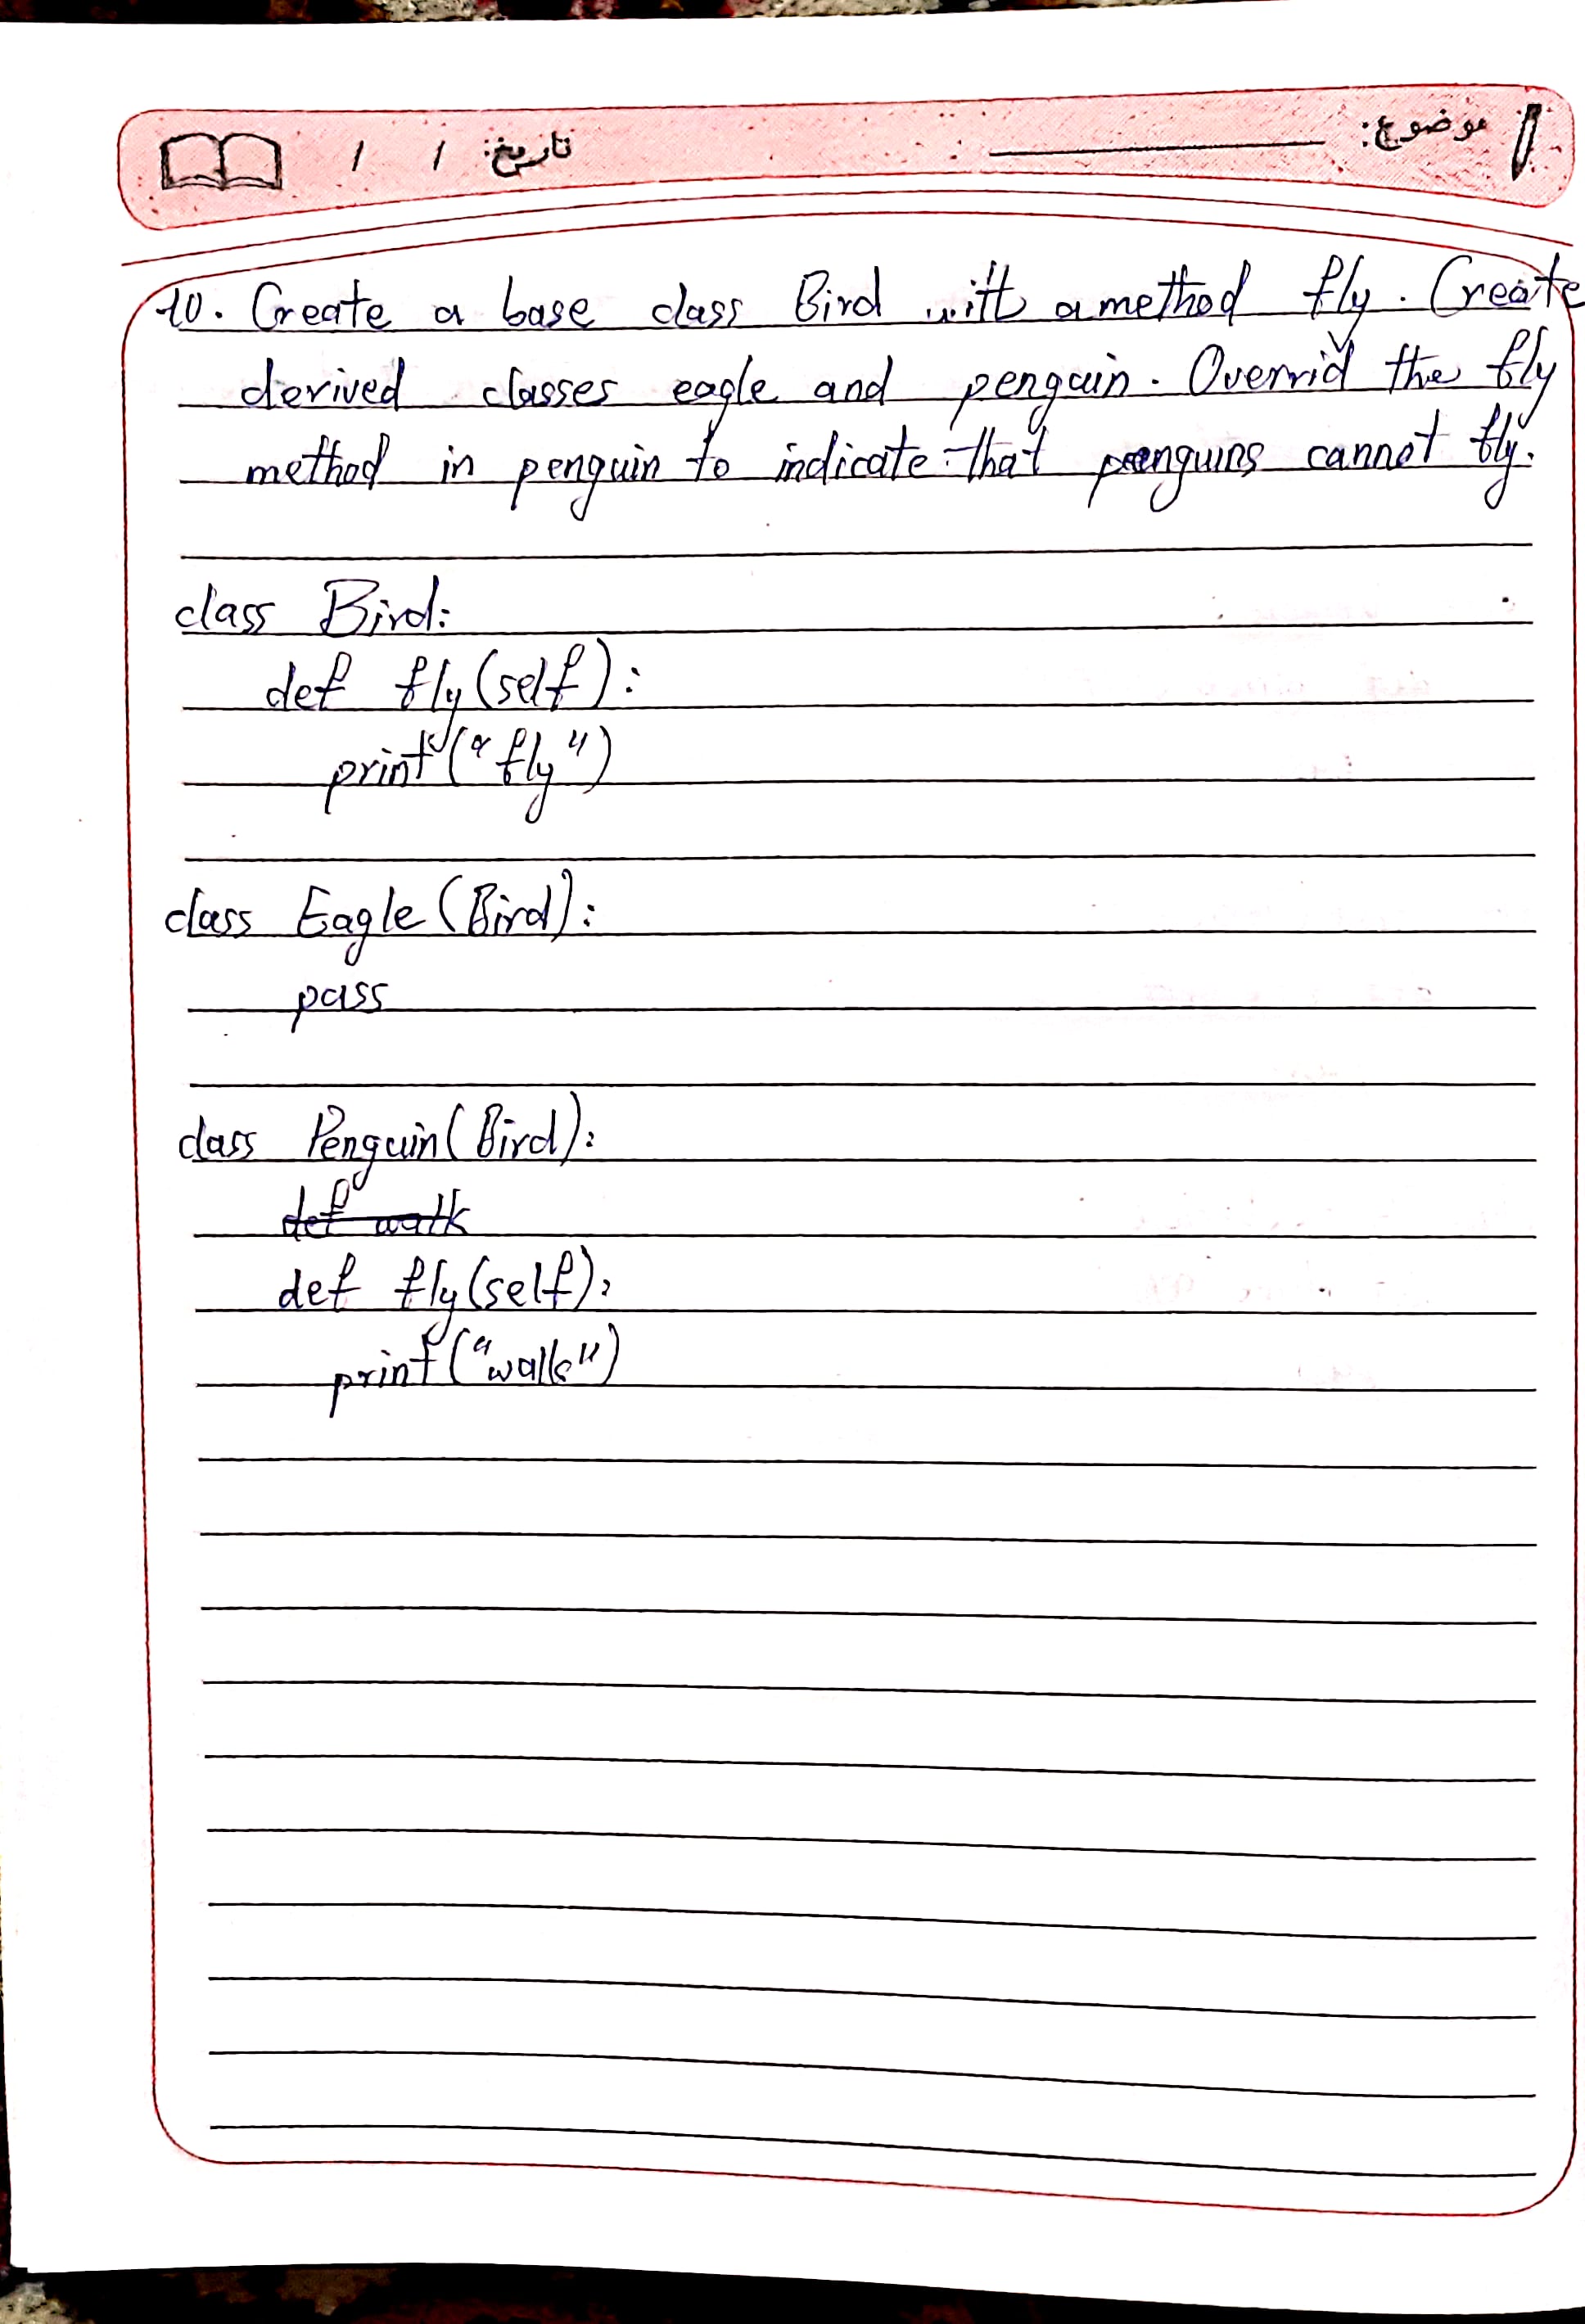 موضوع: تاریخ: / /
10. Create a base class Bird with a method fly. Create
derived classes eagle and penguin. Overrid the fly
method in penguin to indicate that penguins cannot fly.
class Bird:
def fly(self):
print("fly")
class Eagle(Bird):
pass
class Penguin(Bird):
def walk
def fly(self):
print("walk")